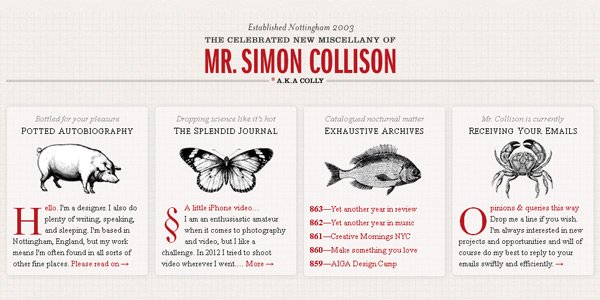 Established Nottingham 2003
THE CELEBRATED NEW MISCELLANY OF
MR. SIMON COLLISON
* A.K.A COLLY
Bottled for your pleasure
POTTED AUTOBIOGRAPHY
Hello. I'm a designer. I also do
plenty of writing, speaking,
and sleeping. I'm based in
Nottingham, England, but my work
means I'm often found in all sorts of
other fine places. Please read on →
Dropping science like it's hot
THE SPLENDID JOURNAL
§ A little iPhone video…
I am an enthusiastic amateur
when it comes to photography
and video, but I like a
challenge. In 2012 I tried to shoot
video wherever I went.… More →
Catalogued nocturnal matter
EXHAUSTIVE ARCHIVES
863—Yet another year in review
862—Yet another year in music
861—Creative Mornings NYC
860—Make something you love
859—AIGA Design Camp
Mr. Collison is currently
RECEIVING YOUR EMAILS
Opinions & queries this way
Drop me a line if you wish.
I'm always interested in new
projects and opportunities and will of
course do my best to reply to your
emails swiftly and efficiently. →